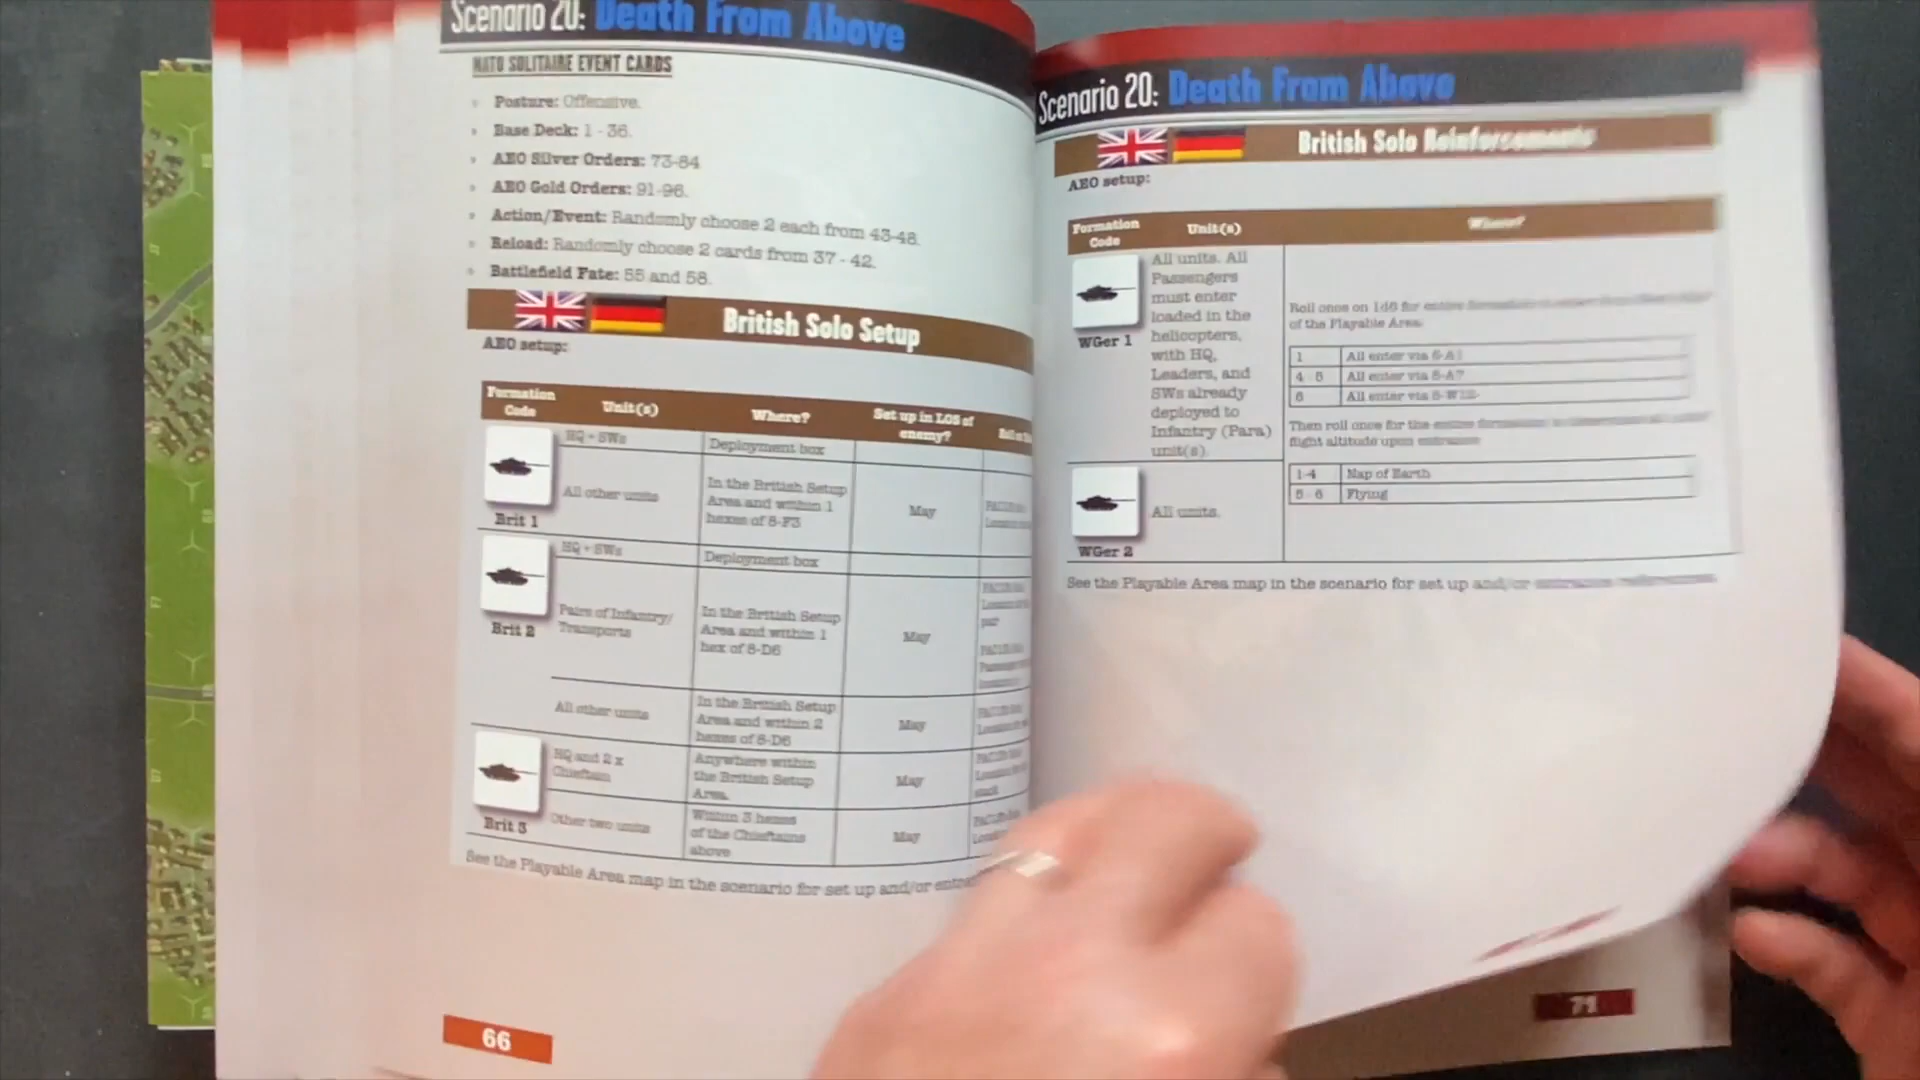 Scenario 20: Death From Above
NATO SOLITAIRE EVENT CARDS
Posture: Offensive.
Base Deck: 1 - 36.
AEO Silver Orders: 73-84
AEO Gold Orders: 91-96.
Action/Event: Randomly choose 2 each from 43-48.
Reload: Randomly choose 2 cards from 37 - 42.
Battlefield Fate: 55 and 58.
British Solo Setup
AEO setup:
Formation Code Unit(s) Where? Set up in LOS of enemy?
HQ + SWs Deployment box
All other units In the British Setup Area and within 1 hexes of 8-F3 May
Brit 1
HQ + SWs Deployment box
Pairs of Infantry/ Transports In the British Setup Area and within 1 hex of 8-D6 May
Brit 2
All other units In the British Setup Area and within 2 hexes of 8-D6 May
HQ and 2 x Chieftain Anywhere within the British Setup Area. May
Brit 3
Other two units Within 3 hexes of the Chieftains above May
See the Playable Area map in the scenario for set up and/or
66
Scenario 20: Death From Above
British Solo Reinforcements
AEO setup:
Formation Code Unit(s) Where?
All units. All
Passengers
must enter
loaded in the
helicopters,
with HQ,
Leaders, and
SWs already
deployed to
Infantry (Para)
unit(s).
WGer 1
Roll once on 1d6 for entire formation
of the Playable Area
1 All enter via
4 - 5 All enter via
6 All enter via
Then roll once for the entire formation
flight altitude upon entrance
1-4 Nap of Earth
5 - 6 Flying
All units.
WGer 2
See the Playable Area map in the scenario for set up and/or entrance references.
71